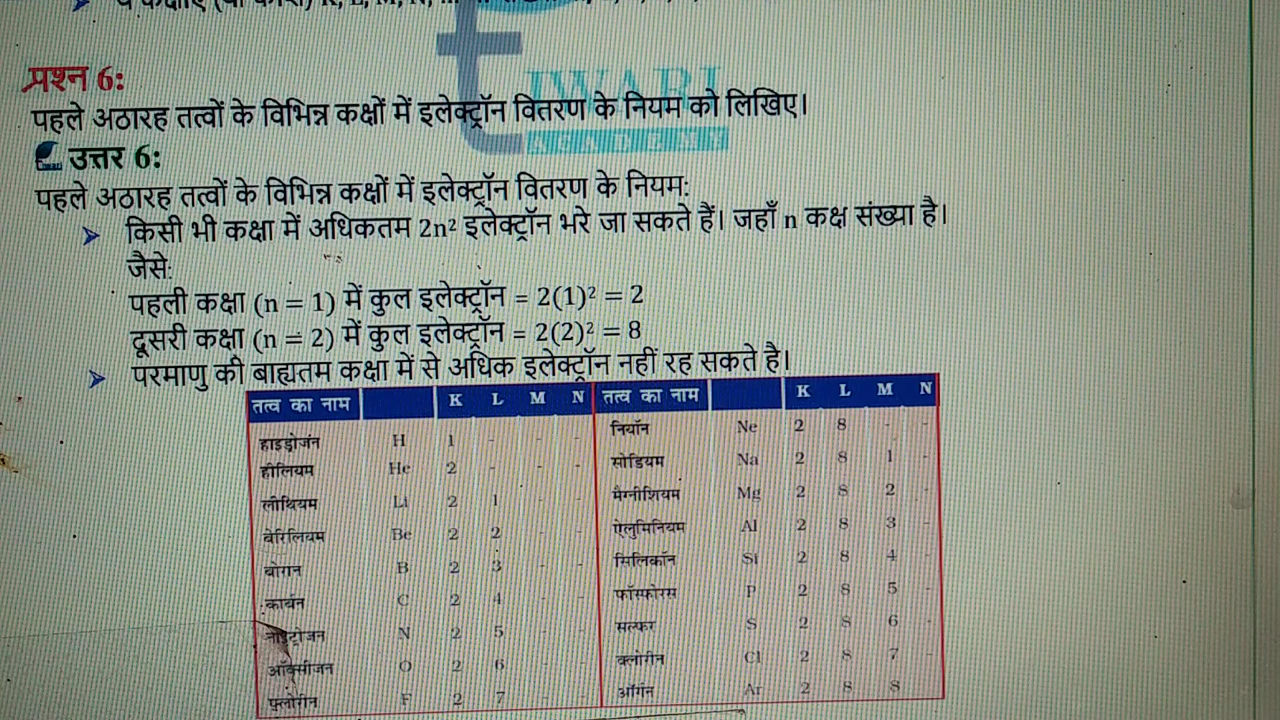 TIWARI
ACADEMY
प्रश्न 6:
पहले अठारह तत्वों के विभिन्न कक्षों में इलेक्ट्रॉन वितरण के नियम को लिखिए।
उत्तर 6:
पहले अठारह तत्वों के विभिन्न कक्षों में इलेक्ट्रॉन वितरण के नियम:
➤ किसी भी कक्षा में अधिकतम 2n² इलेक्ट्रॉन भरे जा सकते हैं। जहाँ n कक्ष संख्या है।
जैसे:
पहली कक्षा (n = 1) में कुल इलेक्ट्रॉन = 2(1)² = 2
दूसरी कक्षा (n = 2) में कुल इलेक्ट्रॉन = 2(2)² = 8
➤ परमाणु की बाह्यतम कक्षा में से अधिक इलेक्ट्रॉन नहीं रह सकते है।
तत्व का नाम K L M N तत्व का नाम K L M N
हाइड्रोजन H 1 - - - नियॉन Ne 2 8 - -
हीलियम He 2 - - - सोडियम Na 2 8 1 -
लीथियम Li 2 1 - - मैग्नीशियम Mg 2 8 2 -
बेरिलियम Be 2 2 - - ऐलुमिनियम Al 2 8 3 -
बोरान B 2 3 - - सिलिकॉन Si 2 8 4 -
कार्बन C 2 4 - - फॉस्फोरस P 2 8 5 -
नाइट्रोजन N 2 5 - - सल्फर S 2 8 6 -
ऑक्सीजन O 2 6 - - क्लोरीन Cl 2 8 7 -
फ्लोरीन F 2 7 - - ऑर्गन Ar 2 8 8